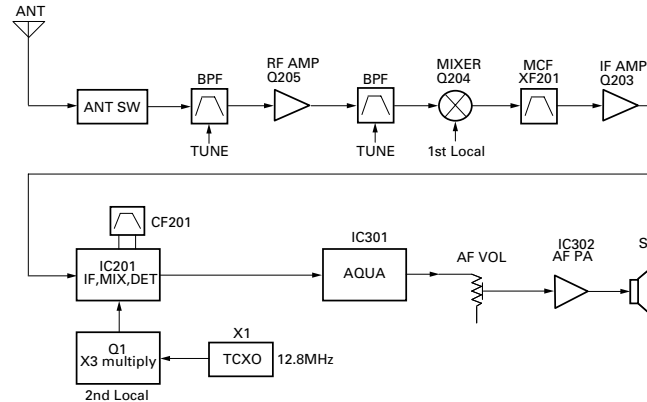 ANT
ANT SW
BPF
TUNE
RF AMP
Q205
BPF
TUNE
MIXER
Q204
1st Local
MCF
XF201
IF AMP
Q203
CF201
IC201
IF,MIX,DET
IC301
AQUA
AF VOL
IC302
AF PA
S
Q1
X3 multiply
2nd Local
X1
TCXO
12.8MHz